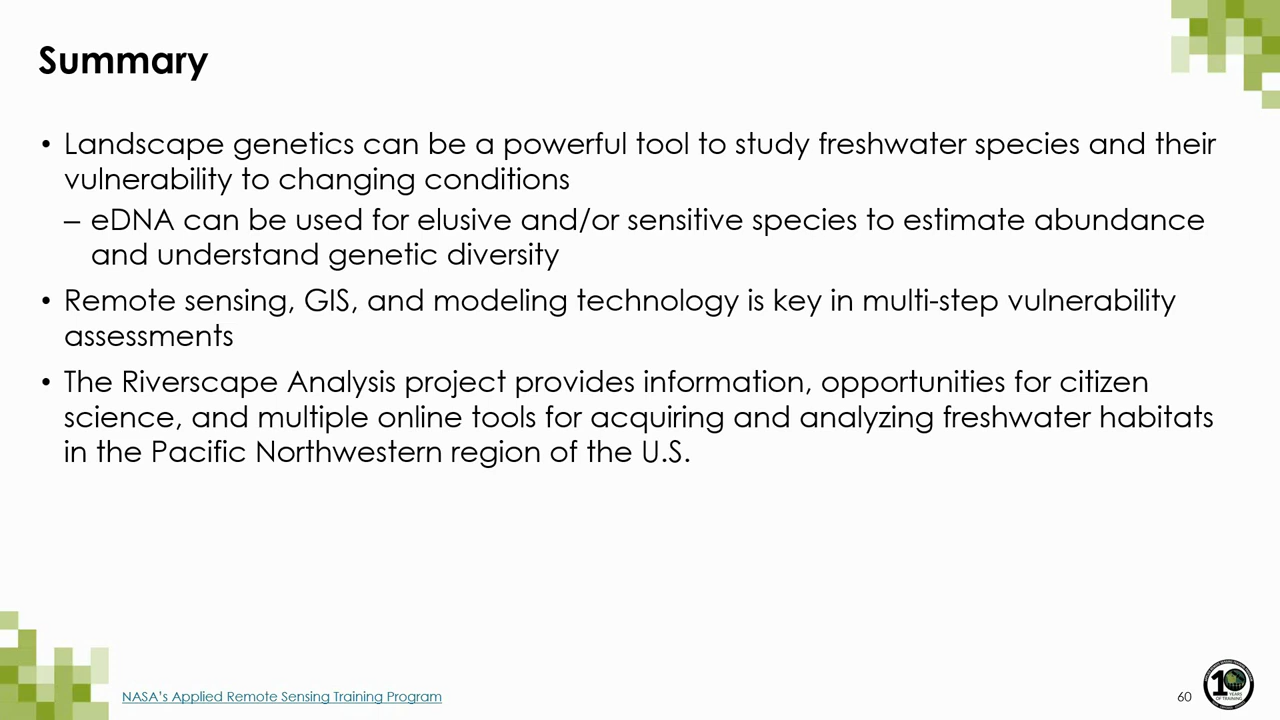 Summary
• Landscape genetics can be a powerful tool to study freshwater species and their
vulnerability to changing conditions
– eDNA can be used for elusive and/or sensitive species to estimate abundance
and understand genetic diversity
• Remote sensing, GIS, and modeling technology is key in multi-step vulnerability
assessments
• The Riverscape Analysis project provides information, opportunities for citizen
science, and multiple online tools for acquiring and analyzing freshwater habitats
in the Pacific Northwestern region of the U.S.
NASA's Applied Remote Sensing Training Program
60
10
YEARS
OF TRAINING